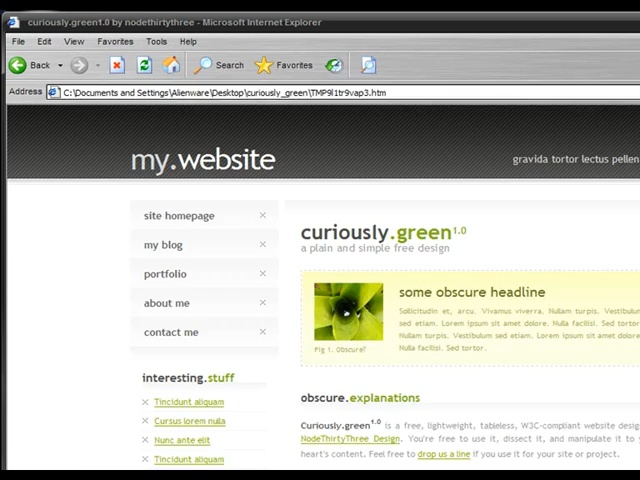 curiously.green1.0 by nodethirtythree - Microsoft Internet Explorer
File Edit View Favorites Tools Help
Back Search Favorites
Address C:\Documents and Settings\Alienware\Desktop\curiously_green\TMP9l1tr9vap3.htm
my.website
gravida tortor lectus pellen
site homepage
my blog
portfolio
about me
contact me
curiously.green1.0
a plain and simple free design
some obscure headline
Sollicitudin et, arcu. Vivamus viverra. Nullam turpis. Vestibulu
sed etiam. Lorem ipsum sit amet dolore. Nulla facilisi. Sed tort
mauris turpis. Vestibulum et sed etiam. Lorem ipsum sit amet
Nulla facilisi. Sed tortor.
Fig 1. Obscure?
interesting.stuff
Tincidunt aliquam
Cursus lorem nulla
Nunc ante elit
Tincidunt aliquam
obscure.explanations
Curiously.green1.0 is a free, lightweight, tableless, W3C-compliant website desig
NodeThirtyThree Design. You're free to use it, dissect it, and manipulate it to y
heart's content. Feel free to drop us a line if you use it for your site or project.